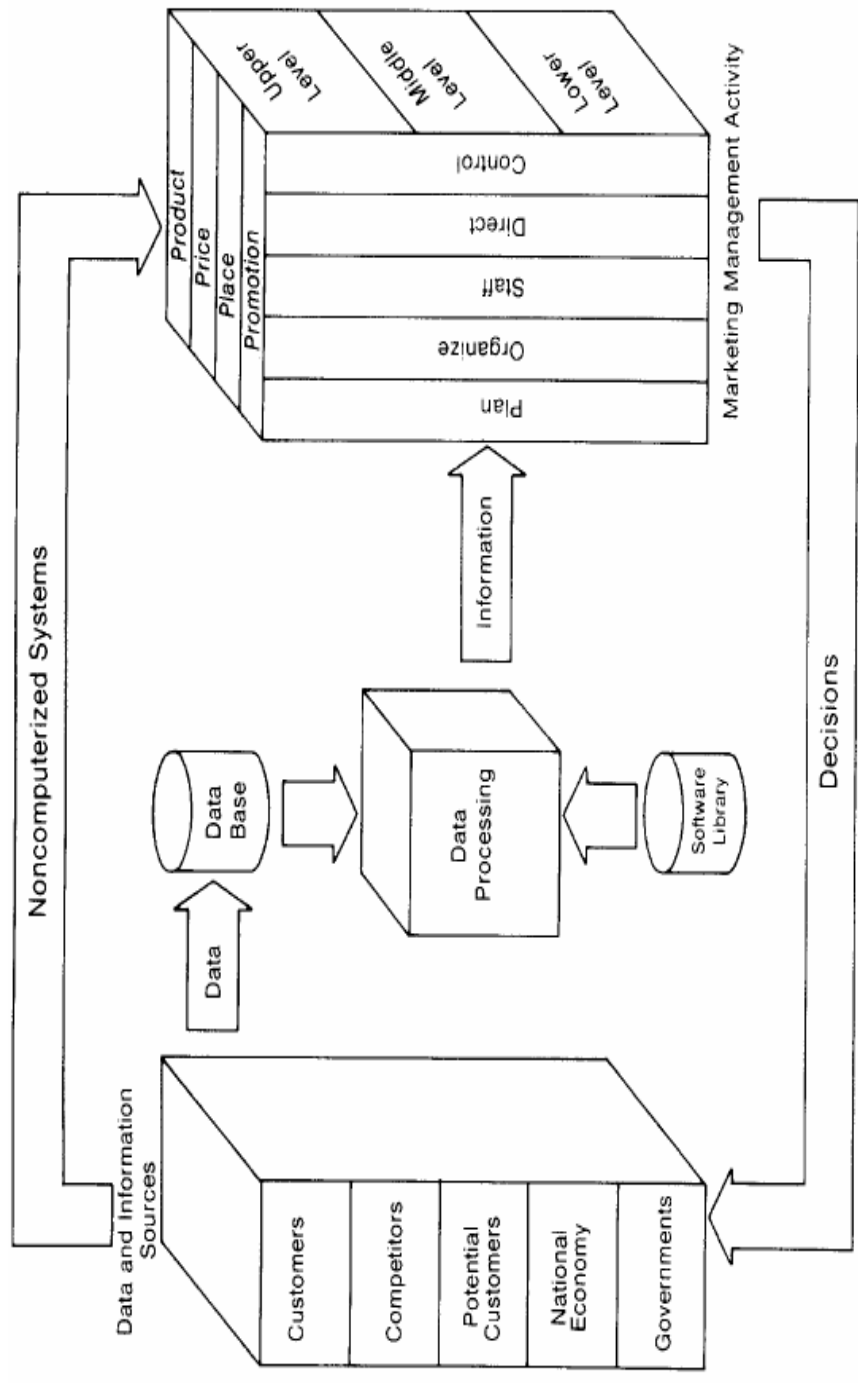 Noncomputerized Systems
Data and Information
Sources
Customers
Competitors
Potential
Customers
National
Economy
Governments
Data
Data
Base
Data
Processing
Software
Library
Information
Product
Price
Place
Promotion
Upper
Level
Middle
Level
Lower
Level
Plan
Organize
Staff
Direct
Control
Marketing Management Activity
Decisions